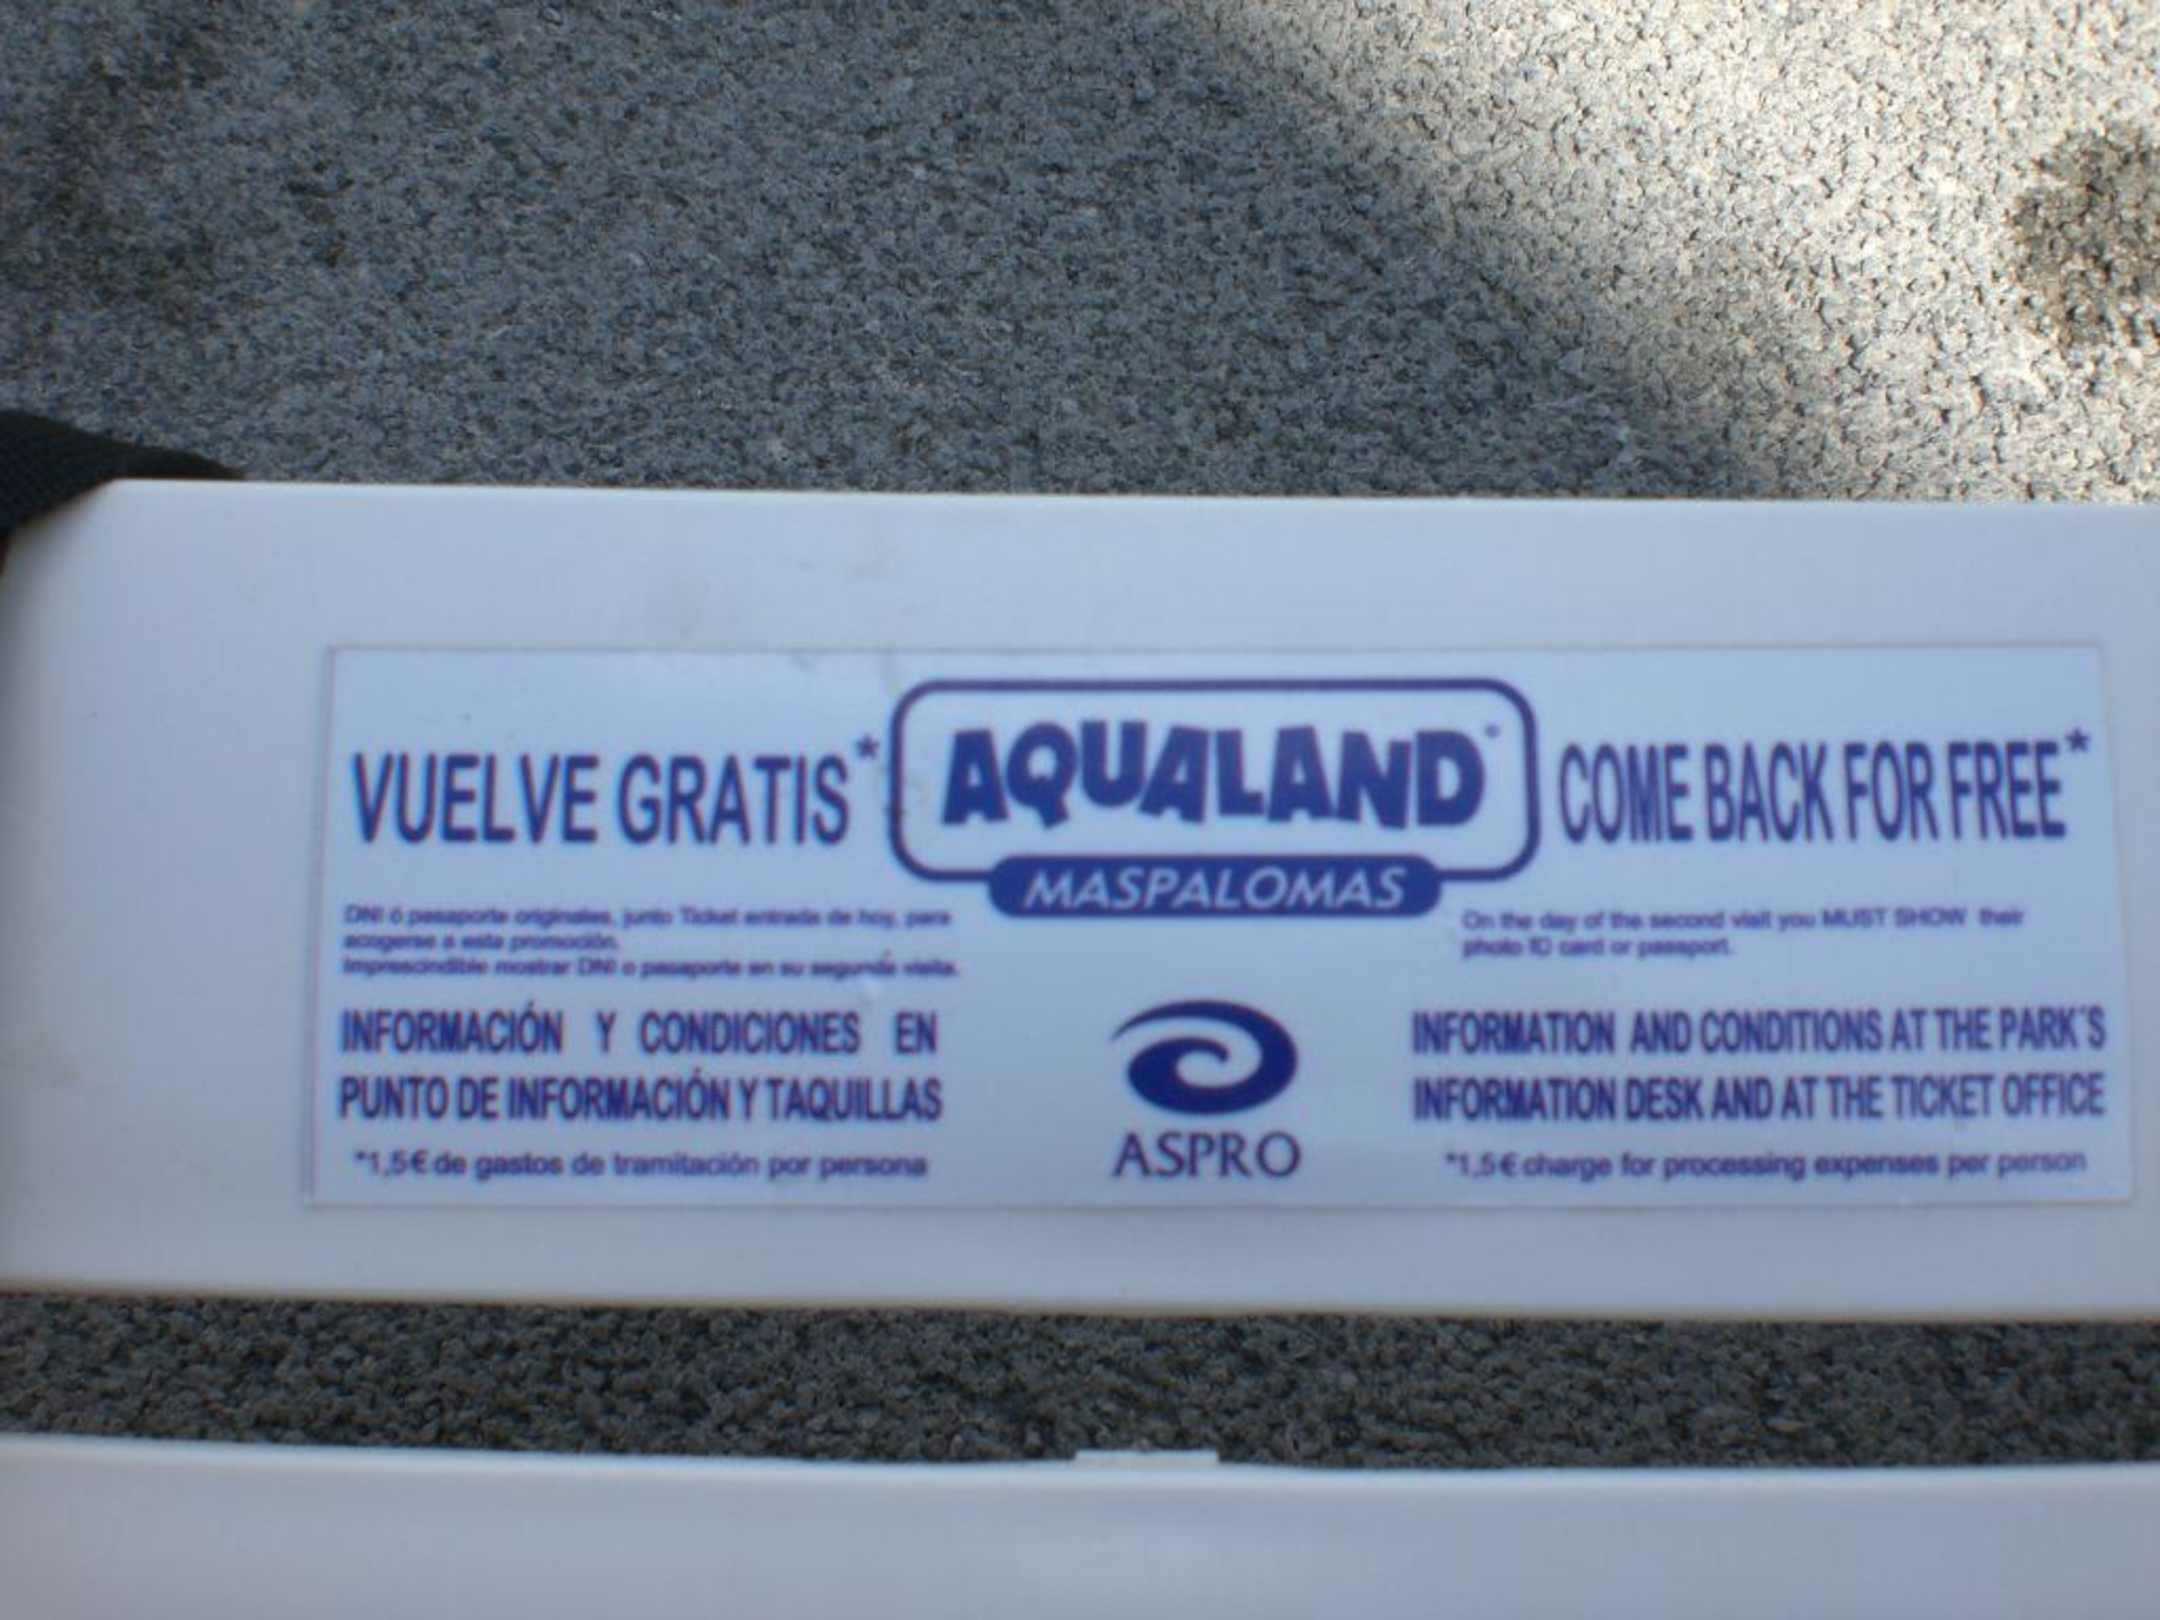 VUELVE GRATIS*
AQUALAND
MASPALOMAS
COME BACK FOR FREE*
DNI ó pasaporte originales, junto Ticket entrada de hoy, para
acogerse a esta promoción.
Imprescindible mostrar DNI o pasaporte en su segunda visita.
On the day of the second visit you MUST SHOW their
photo ID card or passport.
INFORMACIÓN Y CONDICIONES EN
PUNTO DE INFORMACIÓN Y TAQUILLAS
*1,5€ de gastos de tramitación por persona
ASPRO
INFORMATION AND CONDITIONS AT THE PARK´S
INFORMATION DESK AND AT THE TICKET OFFICE
*1,5€ charge for processing expenses per person